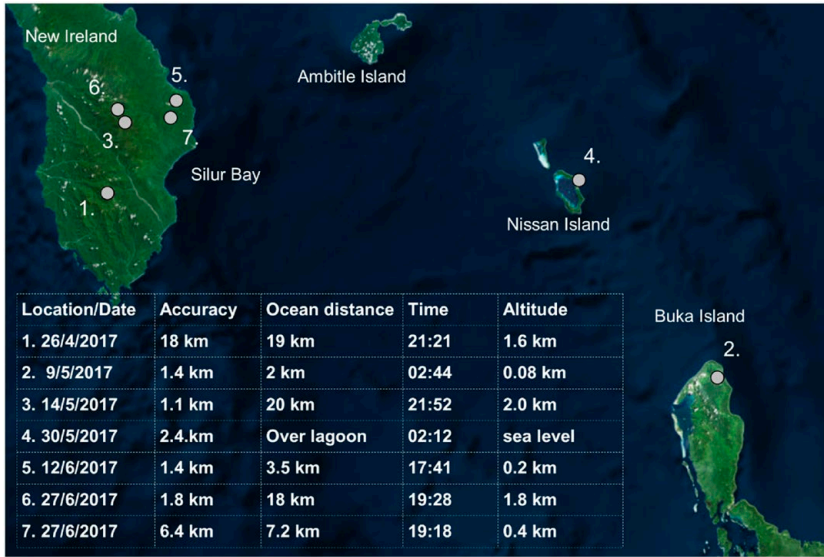 New Ireland
Ambitle Island
5.
6.
3.
7.
4.
Silur Bay
1.
Nissan Island
Buka Island
2.
Location/Date Accuracy Ocean distance Time Altitude
1. 26/4/2017 18 km 19 km 21:21 1.6 km
2. 9/5/2017 1.4 km 2 km 02:44 0.08 km
3. 14/5/2017 1.1 km 20 km 21:52 2.0 km
4. 30/5/2017 2.4.km Over lagoon 02:12 sea level
5. 12/6/2017 1.4 km 3.5 km 17:41 0.2 km
6. 27/6/2017 1.8 km 18 km 19:28 1.8 km
7. 27/6/2017 6.4 km 7.2 km 19:18 0.4 km